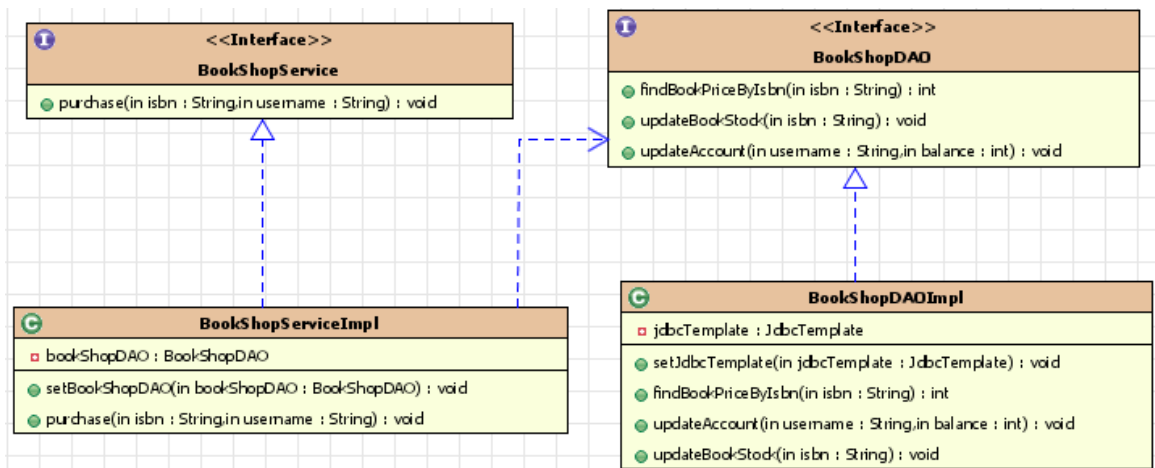 I
<<Interface>>
BookShopService
purchase(in isbn : String,in username : String) : void
I
<<Interface>>
BookShopDAO
findBookPriceByIsbn(in isbn : String) : int
updateBookStock(in isbn : String) : void
updateAccount(in username : String,in balance : int) : void
C
BookShopServiceImpl
bookShopDAO : BookShopDAO
setBookShopDAO(in bookShopDAO : BookShopDAO) : void
purchase(in isbn : String,in username : String) : void
C
BookShopDAOImpl
jdbcTemplate : JdbcTemplate
setJdbcTemplate(in jdbcTemplate : JdbcTemplate) : void
findBookPriceByIsbn(in isbn : String) : int
updateAccount(in username : String,in balance : int) : void
updateBookStock(in isbn : String) : void